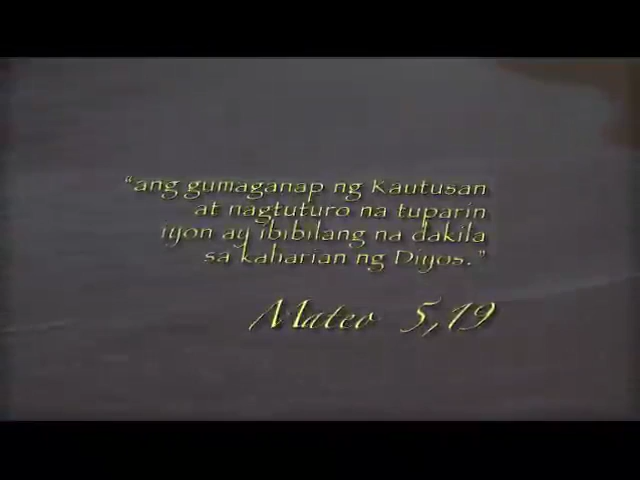 “ang gumaganap ng Kautusan
at nagtuturo na tuparin
iyon ay ibibilang na dakila
sa kaharian ng Diyos.”
Mateo 5,19